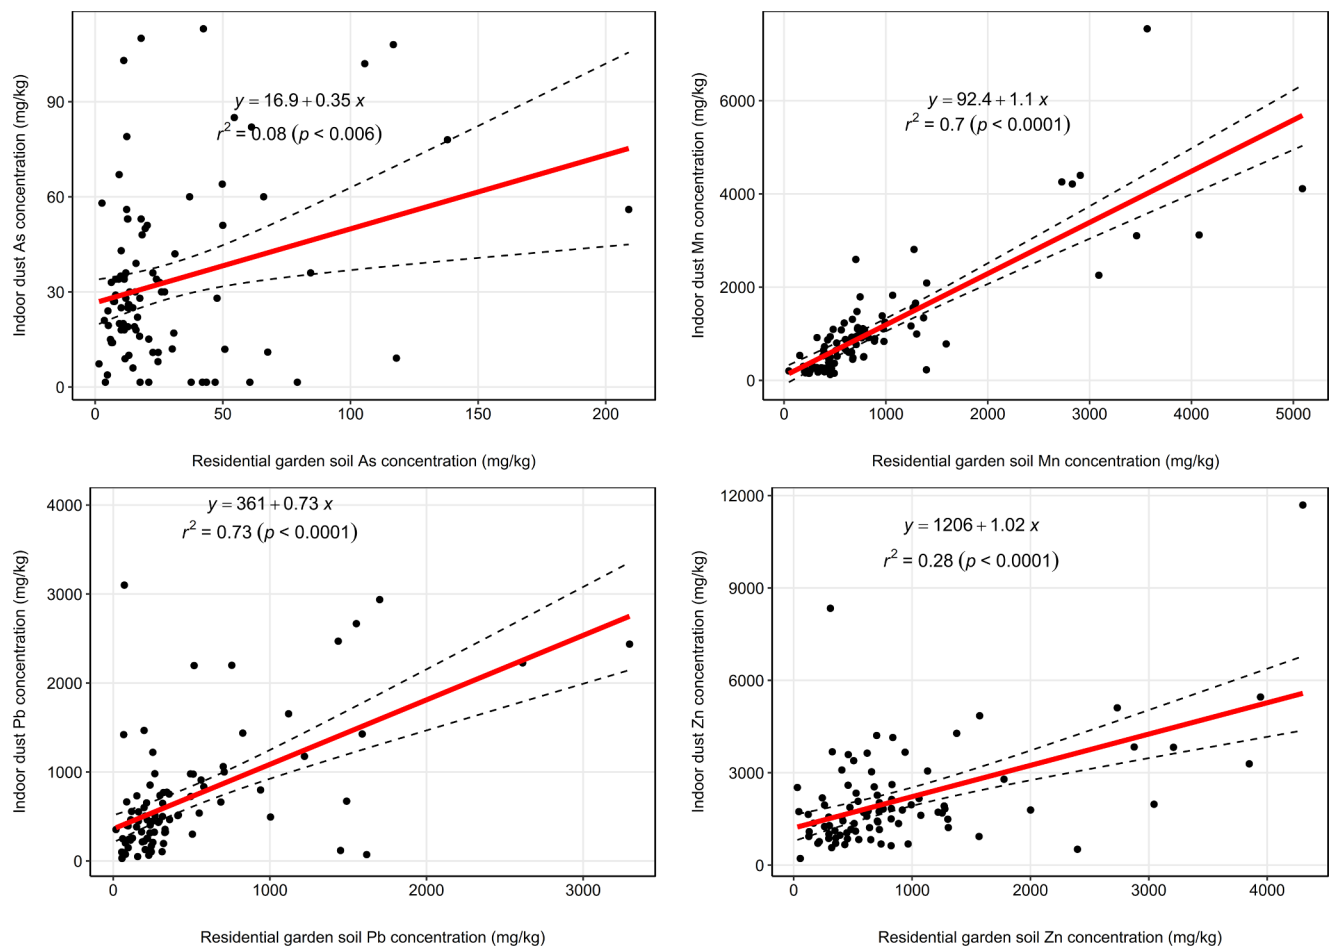 Indoor dust As concentration (mg/kg)
90
60
30
0
y = 16.9 + 0.35 x
r² = 0.08 (p < 0.006)
0 50 100 150 200
Residential garden soil As concentration (mg/kg)
Indoor dust Mn concentration (mg/kg)
6000
4000
2000
0
y = 92.4 + 1.1 x
r² = 0.7 (p < 0.0001)
0 1000 2000 3000 4000 5000
Residential garden soil Mn concentration (mg/kg)
Indoor dust Pb concentration (mg/kg)
4000
3000
2000
1000
0
y = 361 + 0.73 x
r² = 0.73 (p < 0.0001)
0 1000 2000 3000
Residential garden soil Pb concentration (mg/kg)
Indoor dust Zn concentration (mg/kg)
12000
9000
6000
3000
0
y = 1206 + 1.02 x
r² = 0.28 (p < 0.0001)
0 1000 2000 3000 4000
Residential garden soil Zn concentration (mg/kg)